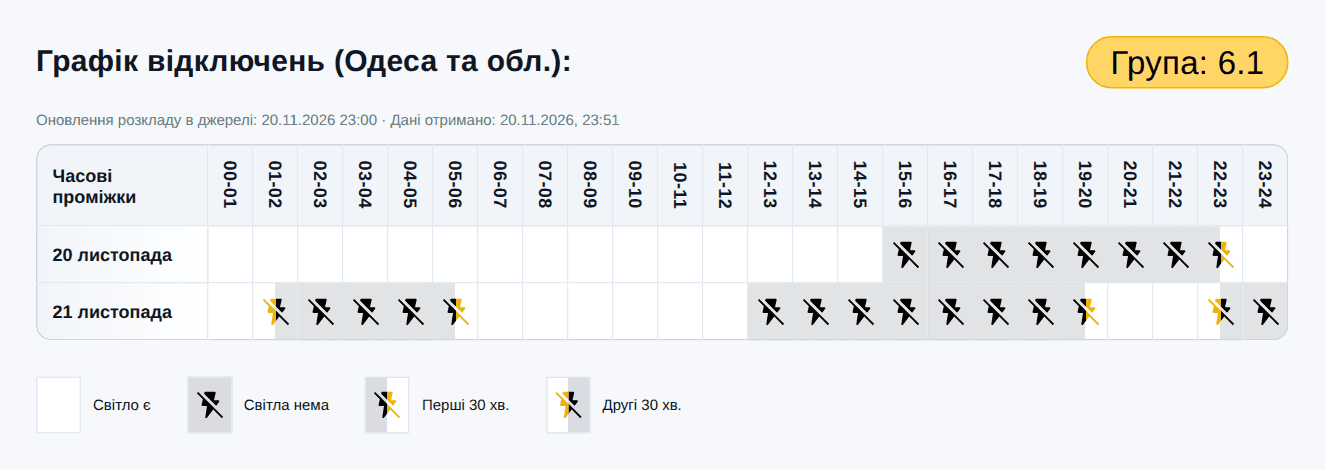 Графік відключень (Одеса та обл.):
Група: 6.1
Оновлення розкладу в джерелі: 20.11.2026 23:00 · Дані отримано: 20.11.2026, 23:51
Часові
проміжки
00-01
01-02
02-03
03-04
04-05
05-06
06-07
07-08
08-09
09-10
10-11
11-12
12-13
13-14
14-15
15-16
16-17
17-18
18-19
19-20
20-21
21-22
22-23
23-24
20 листопада
21 листопада
Світло є
Світла нема
Перші 30 хв.
Другі 30 хв.